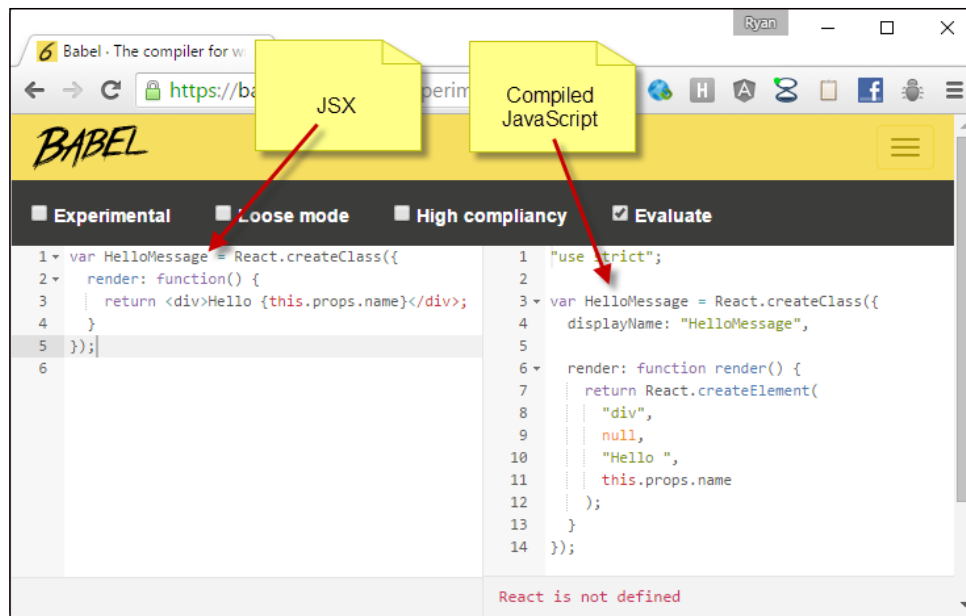 Ryan
Babel · The compiler for w
https://ba
perim
JSX
Compiled
JavaScript
BABEL
Experimental
Loose mode
High compliancy
Evaluate
1 var HelloMessage = React.createClass({
2 render: function() {
3 return <div>Hello {this.props.name}</div>;
4 }
5 });
6
1 "use strict";
2
3 var HelloMessage = React.createClass({
4 displayName: "HelloMessage",
5
6 render: function render() {
7 return React.createElement(
8 "div",
9 null,
10 "Hello ",
11 this.props.name
12 );
13 }
14 });
React is not defined